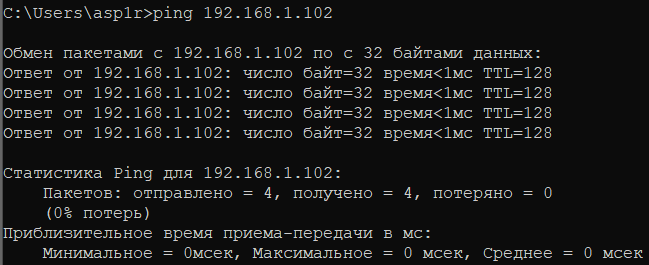 C:\Users\asp1r>ping 192.168.1.102
Обмен пакетами с 192.168.1.102 по с 32 байтами данных:
Ответ от 192.168.1.102: число байт=32 время<1мс TTL=128
Ответ от 192.168.1.102: число байт=32 время<1мс TTL=128
Ответ от 192.168.1.102: число байт=32 время<1мс TTL=128
Ответ от 192.168.1.102: число байт=32 время<1мс TTL=128
Статистика Ping для 192.168.1.102:
Пакетов: отправлено = 4, получено = 4, потеряно = 0
(0% потерь)
Приблизительное время приема-передачи в мс:
Минимальное = 0мсек, Максимальное = 0 мсек, Среднее = 0 мсек